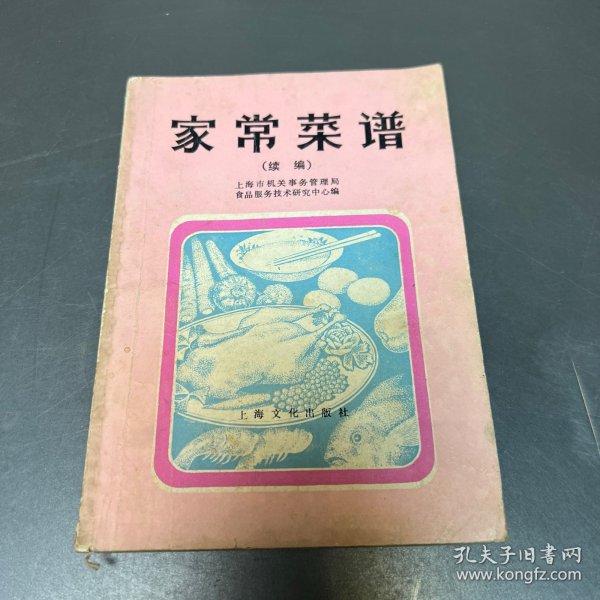 家常菜谱
(续编)
上海市机关事务管理局
食品服务技术研究中心编
上海文化出版社
孔夫子旧书网
www.kongfz.com